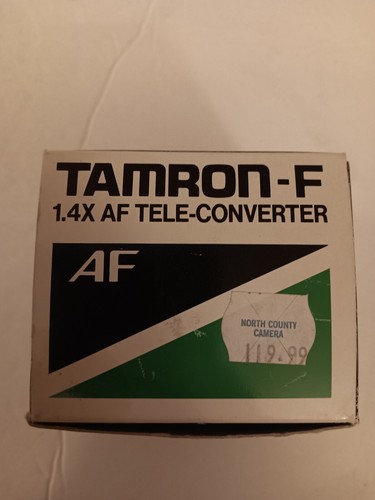 TAMRON-F
1.4X AF TELE-CONVERTER
AF
NORTH COUNTY
CAMERA
119.99